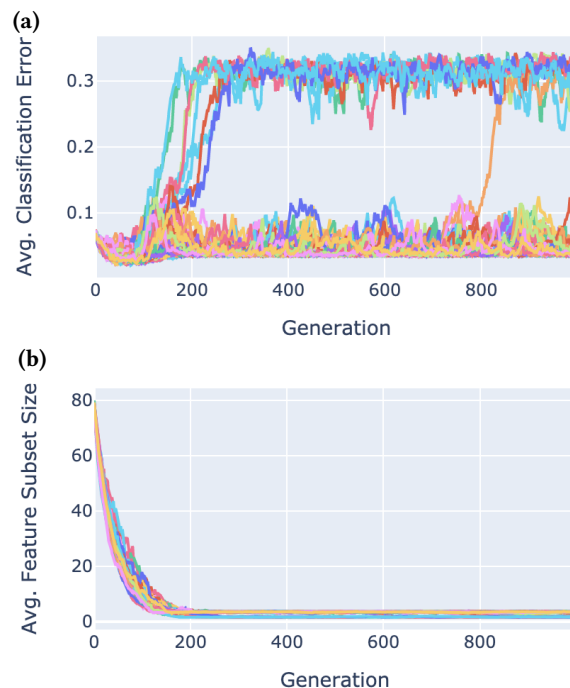 (a)
Avg. Classification Error
0.3
0.2
0.1
0 200 400 600 800
Generation
(b)
Avg. Feature Subset Size
80
60
40
20
0
0 200 400 600 800
Generation